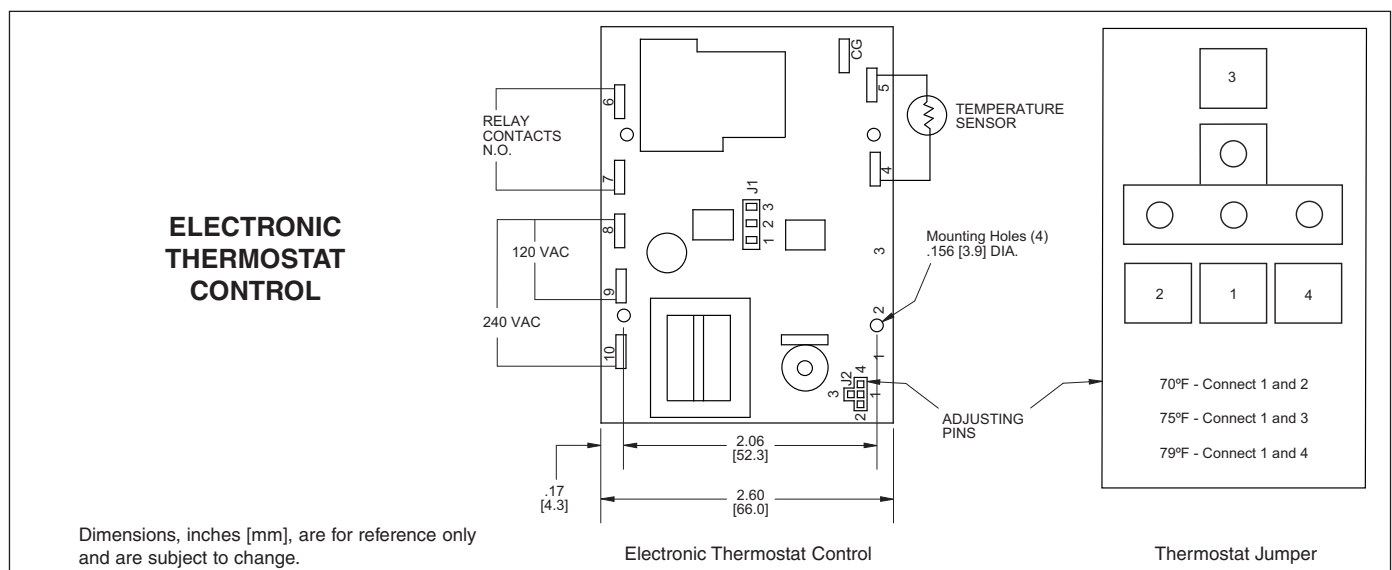 ELECTRONIC
THERMOSTAT
CONTROL
Dimensions, inches [mm], are for reference only
and are subject to change.
RELAY
CONTACTS
N.O.
120 VAC
240 VAC
6
7
8
9
10
CG
5
4
3
2
1
J1
3
2
1
J2
4
3
1
2
TEMPERATURE
SENSOR
Mounting Holes (4)
.156 [3.9] DIA.
ADJUSTING
PINS
2.06
[52.3]
.17
[4.3]
2.60
[66.0]
Electronic Thermostat Control
3
2
1
4
70ºF - Connect 1 and 2
75ºF - Connect 1 and 3
79ºF - Connect 1 and 4
Thermostat Jumper